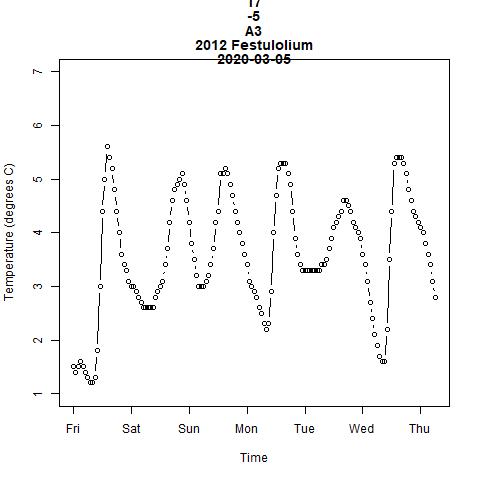 17
-5
A3
2012 Festulolium
2020-03-05
Temperature (degrees C)
7
6
5
4
3
2
1
Fri Sat Sun Mon Tue Wed Thu
Time